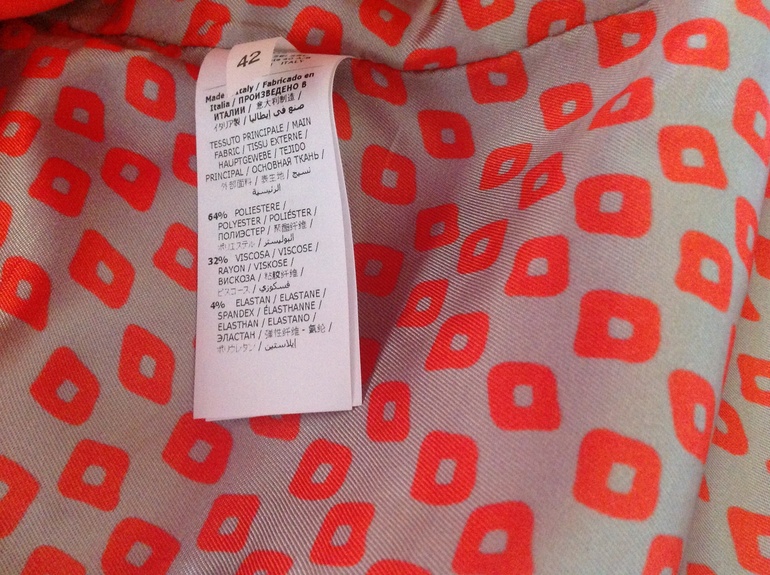 42
Made Italy / Fabricado en
Italia / ПРОИЗВЕДЕНО В
ИТАЛИИ / 意大利制造 /
イタリア製 / صنع في إيطاليا
TESSUTO PRINCIPALE / MAIN
FABRIC / TISSU EXTERNE /
HAUPTGEWEBE / TEJIDO
PRINCIPAL / ОСНОВНАЯ ТКАНЬ /
外部面料 / 表生地 / نسيج
الرئيسية
64% POLIESTERE /
POLYESTER / POLIÉSTER /
ПОЛИЭСТЕР / 聚酯纤维 /
ポリエステル / البوليستر
32% VISCOSA / VISCOSE /
RAYON / VISKOSE /
ВИСКОЗА / 粘胶纤维 /
ビスコース / فسكوزي
4% ELASTAN / ELASTANE /
SPANDEX / ÉLASTHANNE /
ELASTHAN / ELASTANO /
ЭЛАСТАН / 弹性纤维 - 氨纶 /
ポリウレタン / إيلاستين